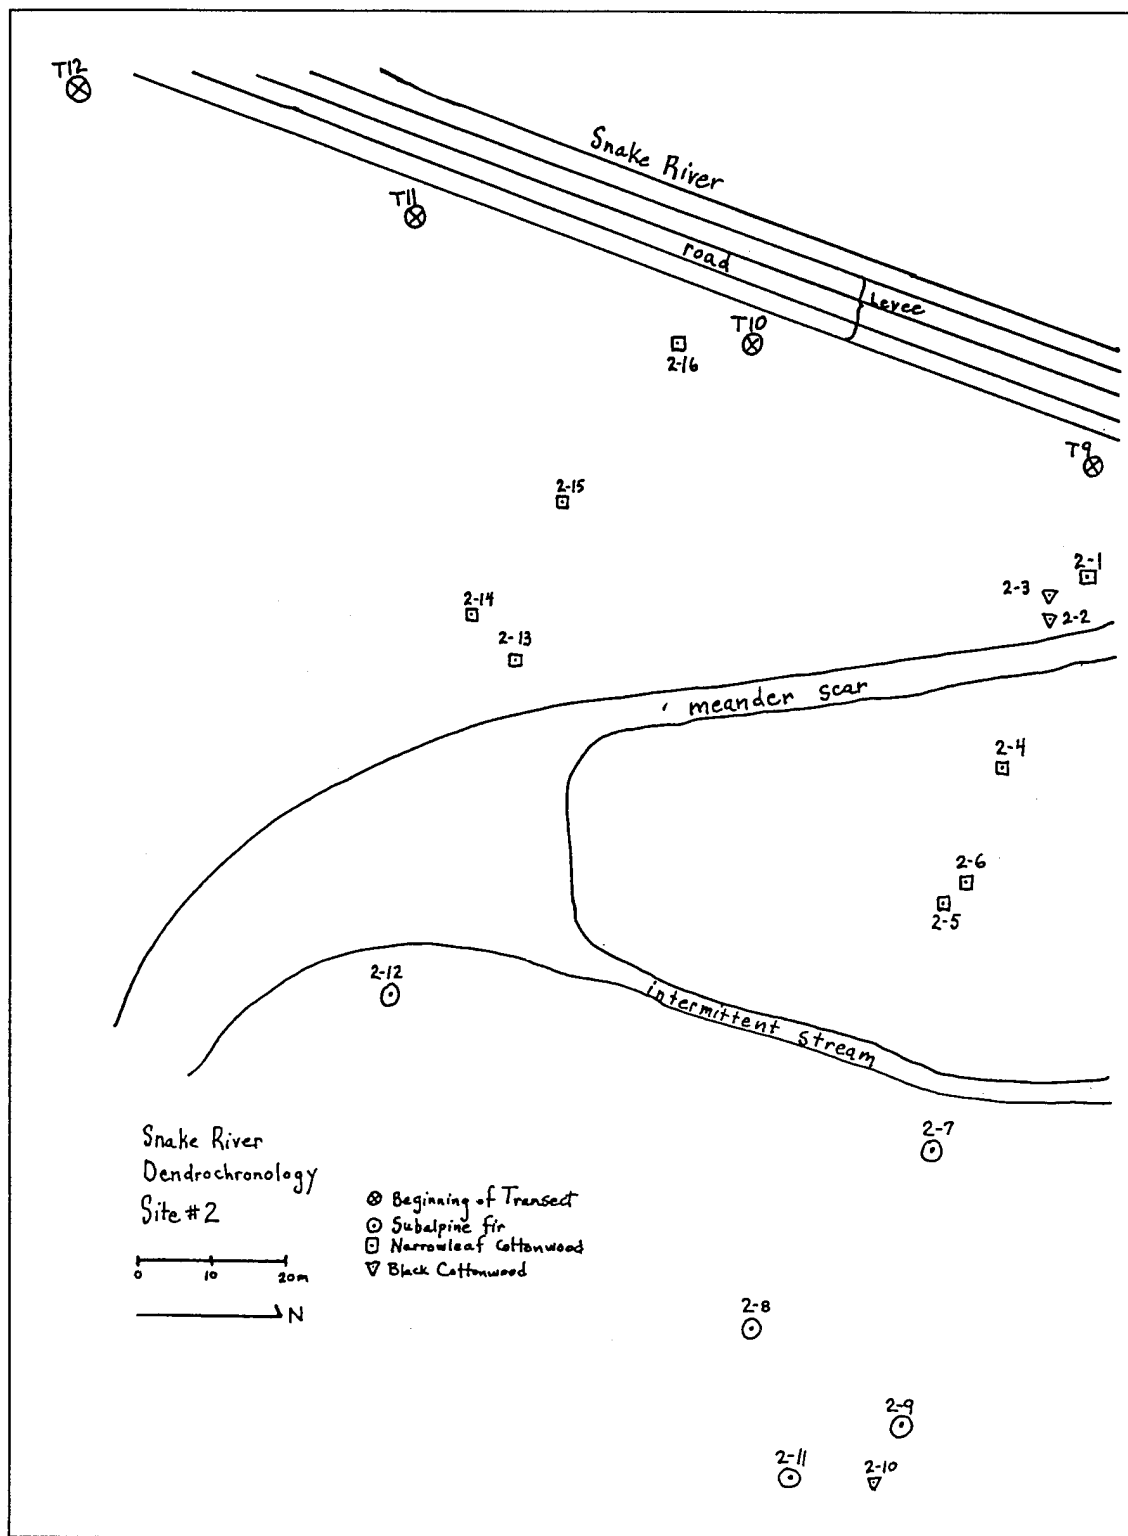 T12
Snake River
T11
road
Levee
T10
2-16
T9
2-15
2-1
2-3
2-2
2-14
2-13
meander scar
2-4
2-6
2-5
2-12
intermittent stream
2-7
Snake River
Dendrochronology
Site #2
Beginning of Transect
Subalpine fir
Narrowleaf Cottonwood
Black Cottonwood
0 10 20m
N
2-8
2-9
2-11
2-10